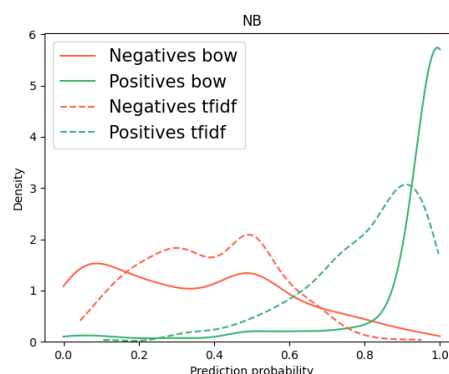 NB
Negatives bow
Positives bow
Negatives tfidf
Positives tfidf
Density
6
5
4
3
2
1
0
0.0 0.2 0.4 0.6 0.8 1.0
Prediction probability